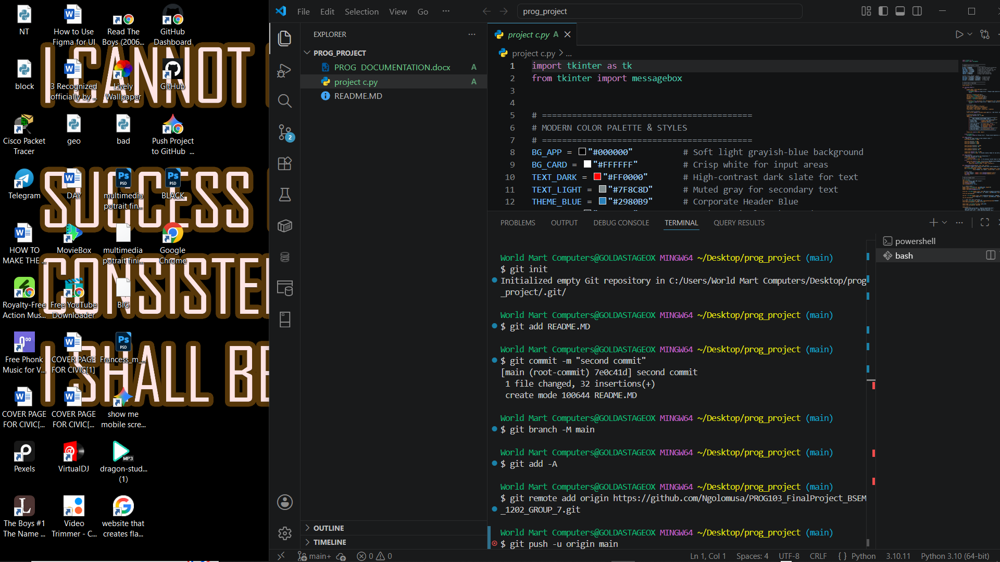 NT
How to Use
Figma for UI
Read The
Boys (2006...
GitHub
Dashboard
I CANNOT
block
3 Recognized
officially by ...
Lively
Wallpaper
GitHub
Cisco Packet
Tracer
geo
bad
Push Project
to GitHub ...
SUCCESS
Telegram
DAY
multimedia
potrait fin...
BLACK
CONSISTE
HOW TO
MAKE THE ...
MovieBox
multimedia
potrait fini...
Google
Chrome
Royalty-Free
Action Mus...
Free YouTube
Downloader
BIG
I SHALL BE
Free Phonk
Music for V...
COVER PAGE
FOR CIVIC[1]
Francess_m_...
COVER PAGE
FOR CIVIC[...
COVER PAGE
FOR CIVIC[...
show me
mobile scre...
Pexels
VirtualDJ
dragon-stud...
(1)
The Boys #1
The Name ...
Video
Trimmer - C...
website that
creates fla...
File Edit Selection View Go ...
prog_project
EXPLORER
PROG_PROJECT
PROG DOCUMENTATION.docx A
project c.py A
README.MD
2
OUTLINE
TIMELINE
project c.py A
project c.py > ...
1 import tkinter as tk
2 from tkinter import messagebox
3
4
5 # ==========================================
6 # MODERN COLOR PALETTE & STYLES
7 # ==========================================
8 BG_APP = "#000000" # Soft light grayish-blue background
9 BG_CARD = "#FFFFFF" # Crisp white for input areas
10 TEXT_DARK = "#FF0000" # High-contrast dark slate for text
11 TEXT_LIGHT = "#7F8C8D" # Muted gray for secondary text
12 THEME_BLUE = "#2980B9" # Corporate Header Blue
PROBLEMS OUTPUT DEBUG CONSOLE TERMINAL QUERY RESULTS
powershell
bash
World Mart Computers@GOLDASTAGEOX MINGW64 ~/Desktop/prog_project (main)
$ git init
Initialized empty Git repository in C:/Users/World Mart Computers/Desktop/prog
_project/.git/
World Mart Computers@GOLDASTAGEOX MINGW64 ~/Desktop/prog_project (main)
$ git add README.MD
World Mart Computers@GOLDASTAGEOX MINGW64 ~/Desktop/prog_project (main)
$ git commit -m "second commit"
[main (root-commit) 7e0c41d] second commit
1 file changed, 32 insertions(+)
create mode 100644 README.MD
World Mart Computers@GOLDASTAGEOX MINGW64 ~/Desktop/prog_project (main)
$ git branch -M main
World Mart Computers@GOLDASTAGEOX MINGW64 ~/Desktop/prog_project (main)
$ git add -A
World Mart Computers@GOLDASTAGEOX MINGW64 ~/Desktop/prog_project (main)
$ git remote add origin https://github.com/Ngolomusa/PROG103_FinalProject_BSEM
_1202_GROUP_7.git
World Mart Computers@GOLDASTAGEOX MINGW64 ~/Desktop/prog_project (main)
$ git push -u origin main
main+ 0 0 Ln 1, Col 1 Spaces: 4 UTF-8 CRLF { } Python 3.10.11 Python 3.10 (64-bit)